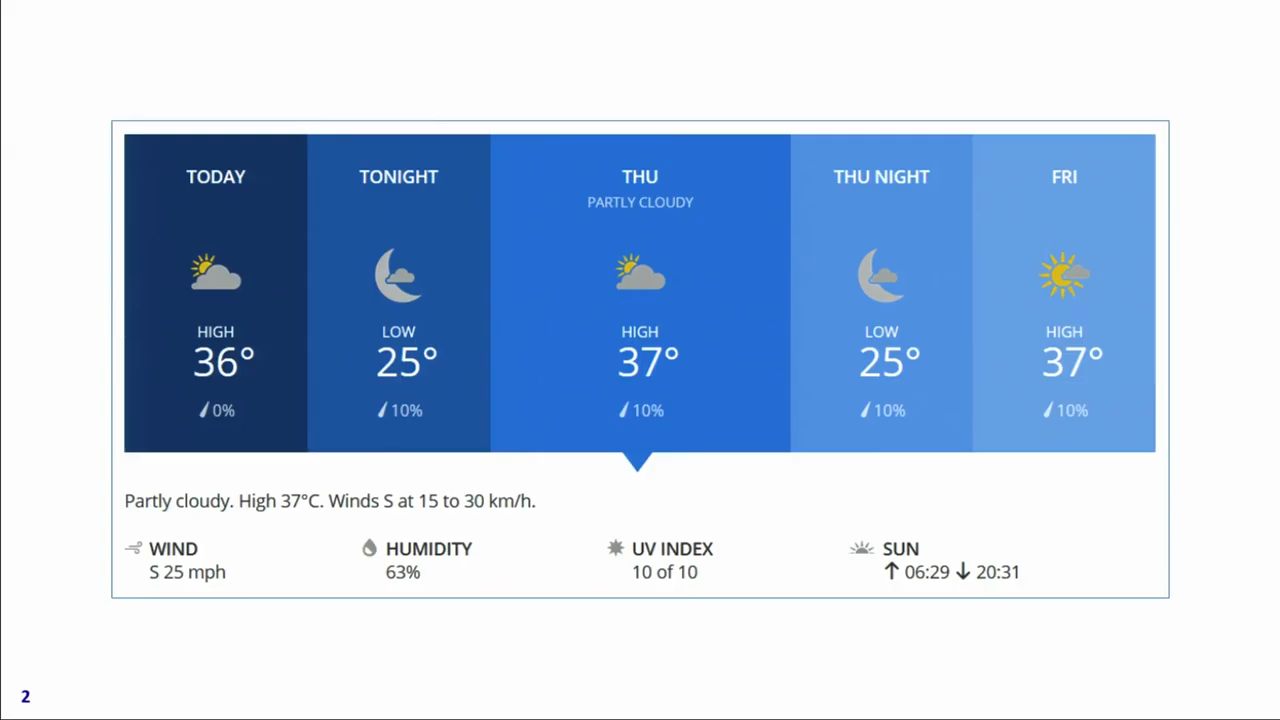 TODAY
HIGH
36°
0%
TONIGHT
LOW
25°
10%
THU
PARTLY CLOUDY
HIGH
37°
10%
THU NIGHT
LOW
25°
10%
FRI
HIGH
37°
10%
Partly cloudy. High 37°C. Winds S at 15 to 30 km/h.
WIND
S 25 mph
HUMIDITY
63%
UV INDEX
10 of 10
SUN
↑ 06:29 ↓ 20:31
2